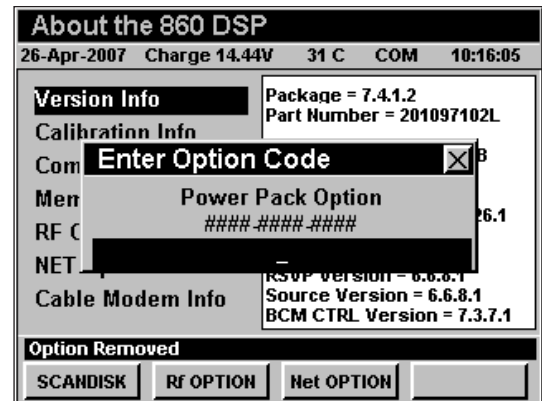 About the 860 DSP
26-Apr-2007 Charge 14.44V 31 C COM 10:16:05
Version Info
Calibration Info
Package = 7.4.1.2
Part Number = 201097102L
Enter Option Code
Power Pack Option
####-####-####
_
RF
NET
Cable Modem Info
RSVP Version = 6.6.8.1
Source Version = 6.6.8.1
BCM CTRL Version = 7.3.7.1
Option Removed
SCANDISK Rf OPTION Net OPTION